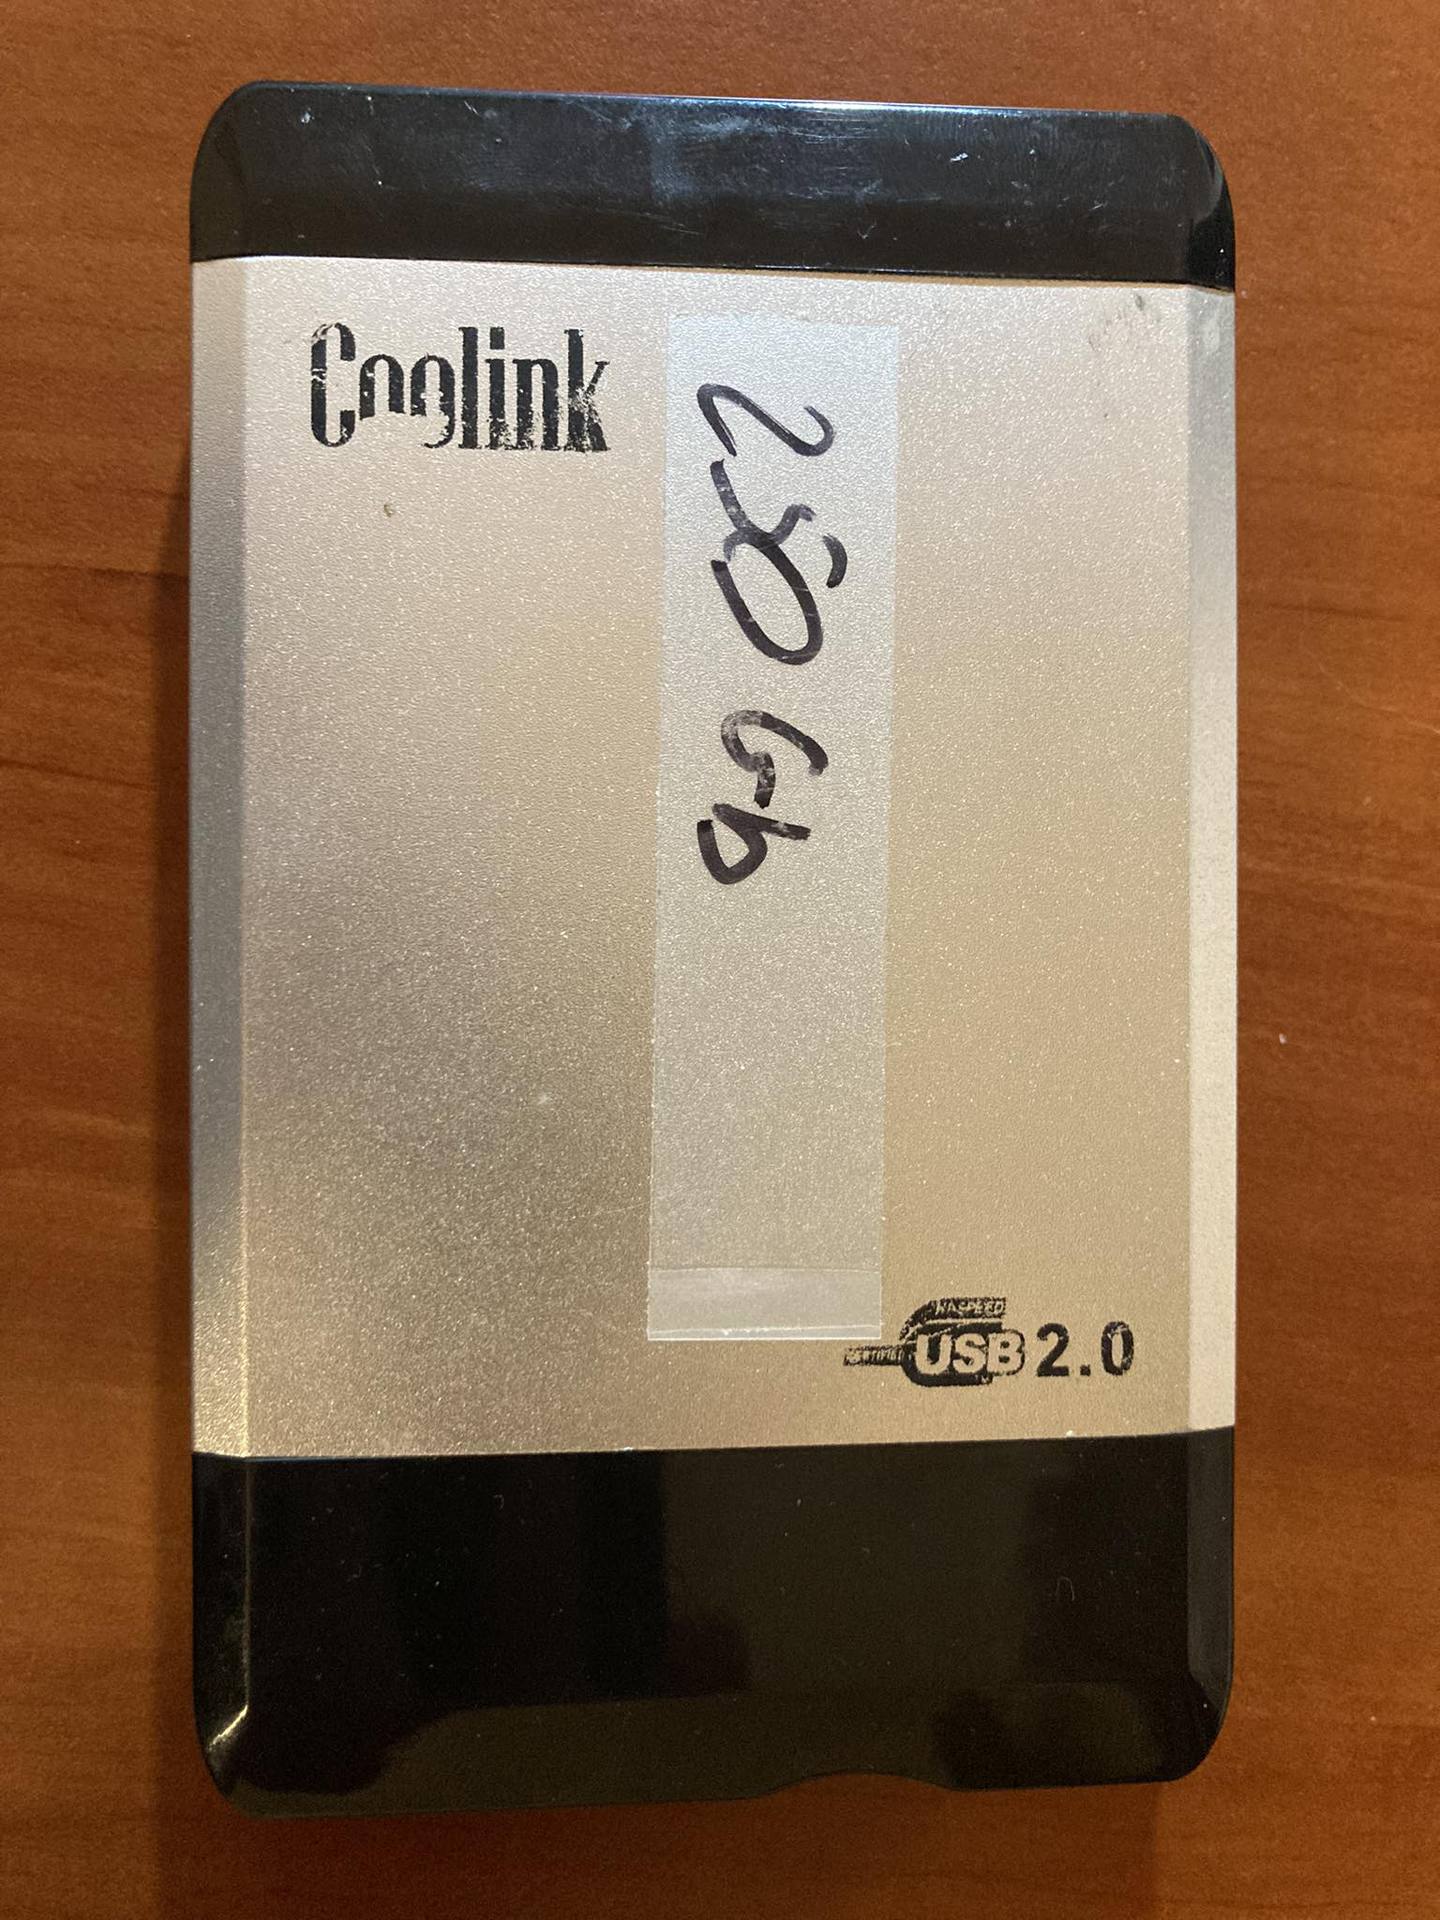 Coolink
250 Gb
HI-SPEED
CERTIFIED
USB 2.0